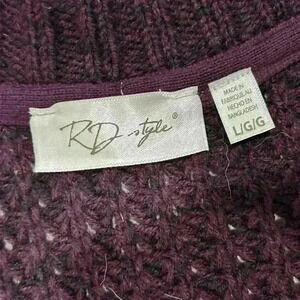 RD style®
MADE IN
FABRIQUÉ AU
HECHO EN
BANGLADESH
L/G/G